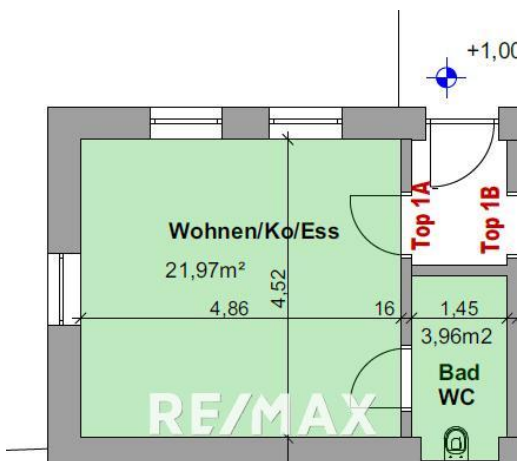 +1,00
Top 1A
Top 1B
Wohnen/Ko/Ess
21,97m²
4,52
4,86
16
1,45
3,96m2
Bad
WC
RE/MAX